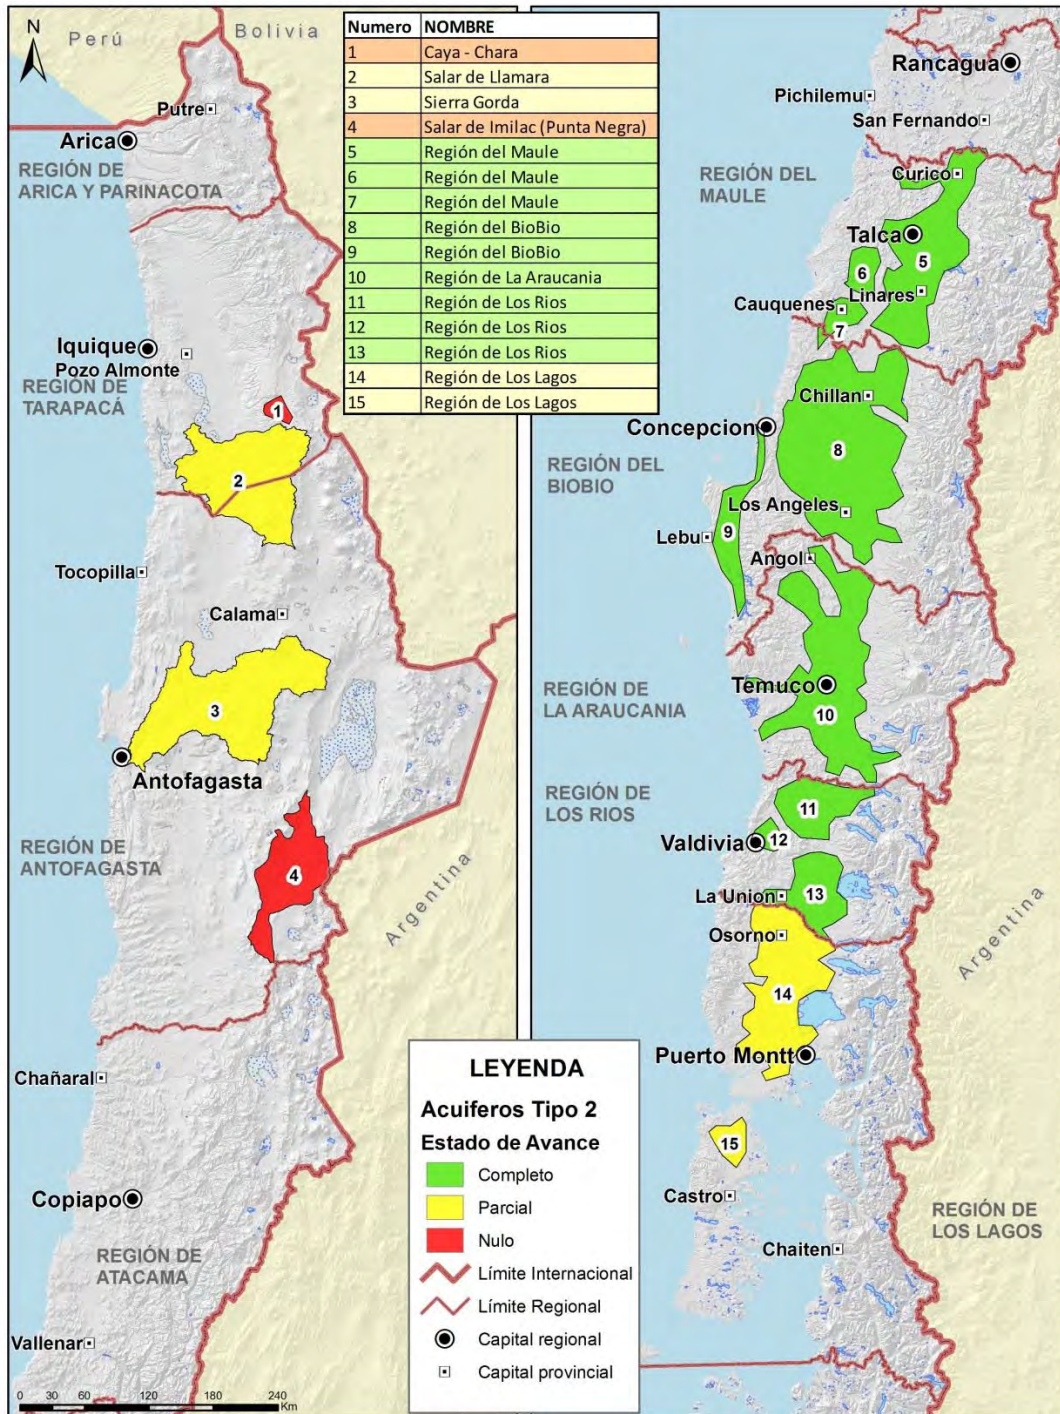 N
Perú
Bolivia
Putre
Arica
REGIÓN DE
ARICA Y PARINACOTA
Iquique
Pozo Almonte
REGIÓN DE
TARAPACÁ
1
2
Tocopilla
Calama
3
Antofagasta
REGIÓN DE
ANTOFAGASTA
4
Argentina
Chañaral
Copiapo
REGIÓN DE
ATACAMA
Vallenar
0 30 60 120 180 240
Km
Numero NOMBRE
1 Caya - Chara
2 Salar de Llamara
3 Sierra Gorda
4 Salar de Imilac (Punta Negra)
5 Región del Maule
6 Región del Maule
7 Región del Maule
8 Región del BioBio
9 Región del BioBio
10 Región de La Araucania
11 Región de Los Rios
12 Región de Los Rios
13 Región de Los Rios
14 Región de Los Lagos
15 Región de Los Lagos
LEYENDA
Acuiferos Tipo 2
Estado de Avance
Completo
Parcial
Nulo
Límite Internacional
Límite Regional
Capital regional
Capital provincial
Rancagua
Pichilemu
San Fernando
REGIÓN DEL
MAULE
Curico
Talca
5
6
Linares
Cauquenes
7
Chillan
Concepcion
8
REGIÓN DEL
BIOBIO
Los Angeles
Lebu
9
Angol
REGIÓN DE
LA ARAUCANIA
Temuco
10
REGIÓN DE
LOS RIOS
11
Valdivia
12
La Union
13
Osorno
Argentina
14
Puerto Montt
15
Castro
REGIÓN DE
LOS LAGOS
Chaiten